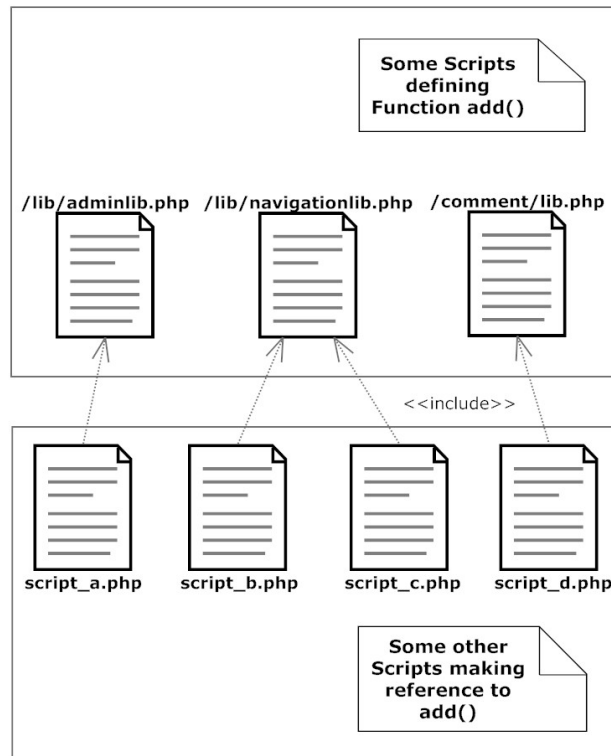 Some Scripts
defining
Function add()
/lib/adminlib.php /lib/navigationlib.php /comment/lib.php
<<include>>
script_a.php script_b.php script_c.php script_d.php
Some other
Scripts making
reference to
add()